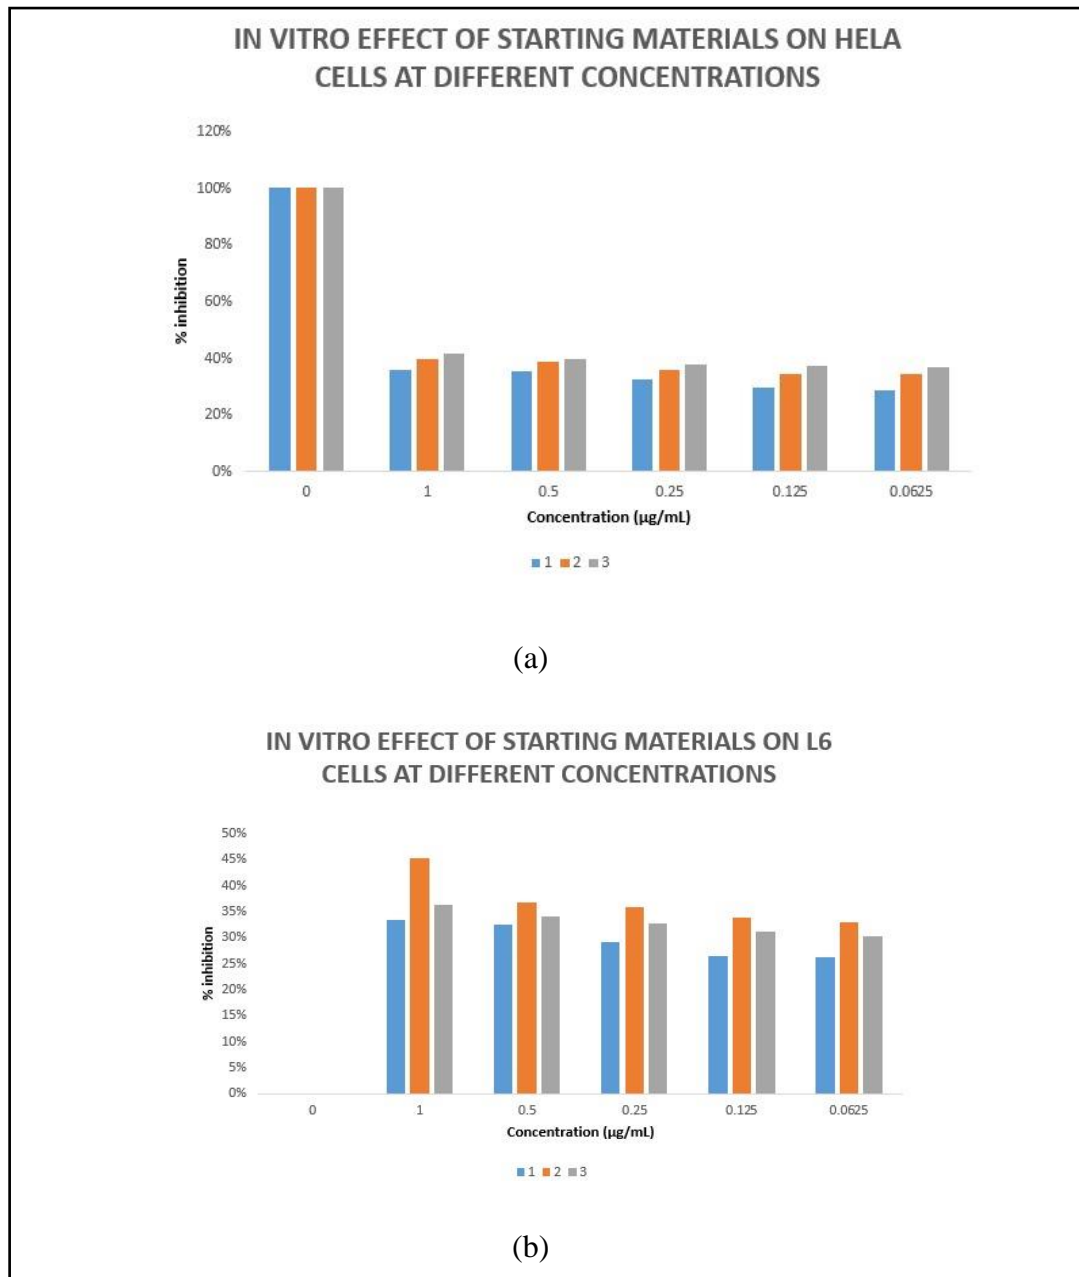 IN VITRO EFFECT OF STARTING MATERIALS ON HELA
CELLS AT DIFFERENT CONCENTRATIONS
120%
100%
80%
60%
40%
20%
0%
% inhibition
0 1 0.5 0.25 0.125 0.0625
Concentration (µg/mL)
1 2 3
(a)
IN VITRO EFFECT OF STARTING MATERIALS ON L6
CELLS AT DIFFERENT CONCENTRATIONS
50%
45%
40%
35%
30%
25%
20%
15%
10%
5%
0%
% inhibition
0 1 0.5 0.25 0.125 0.0625
Concentration (µg/mL)
1 2 3
(b)